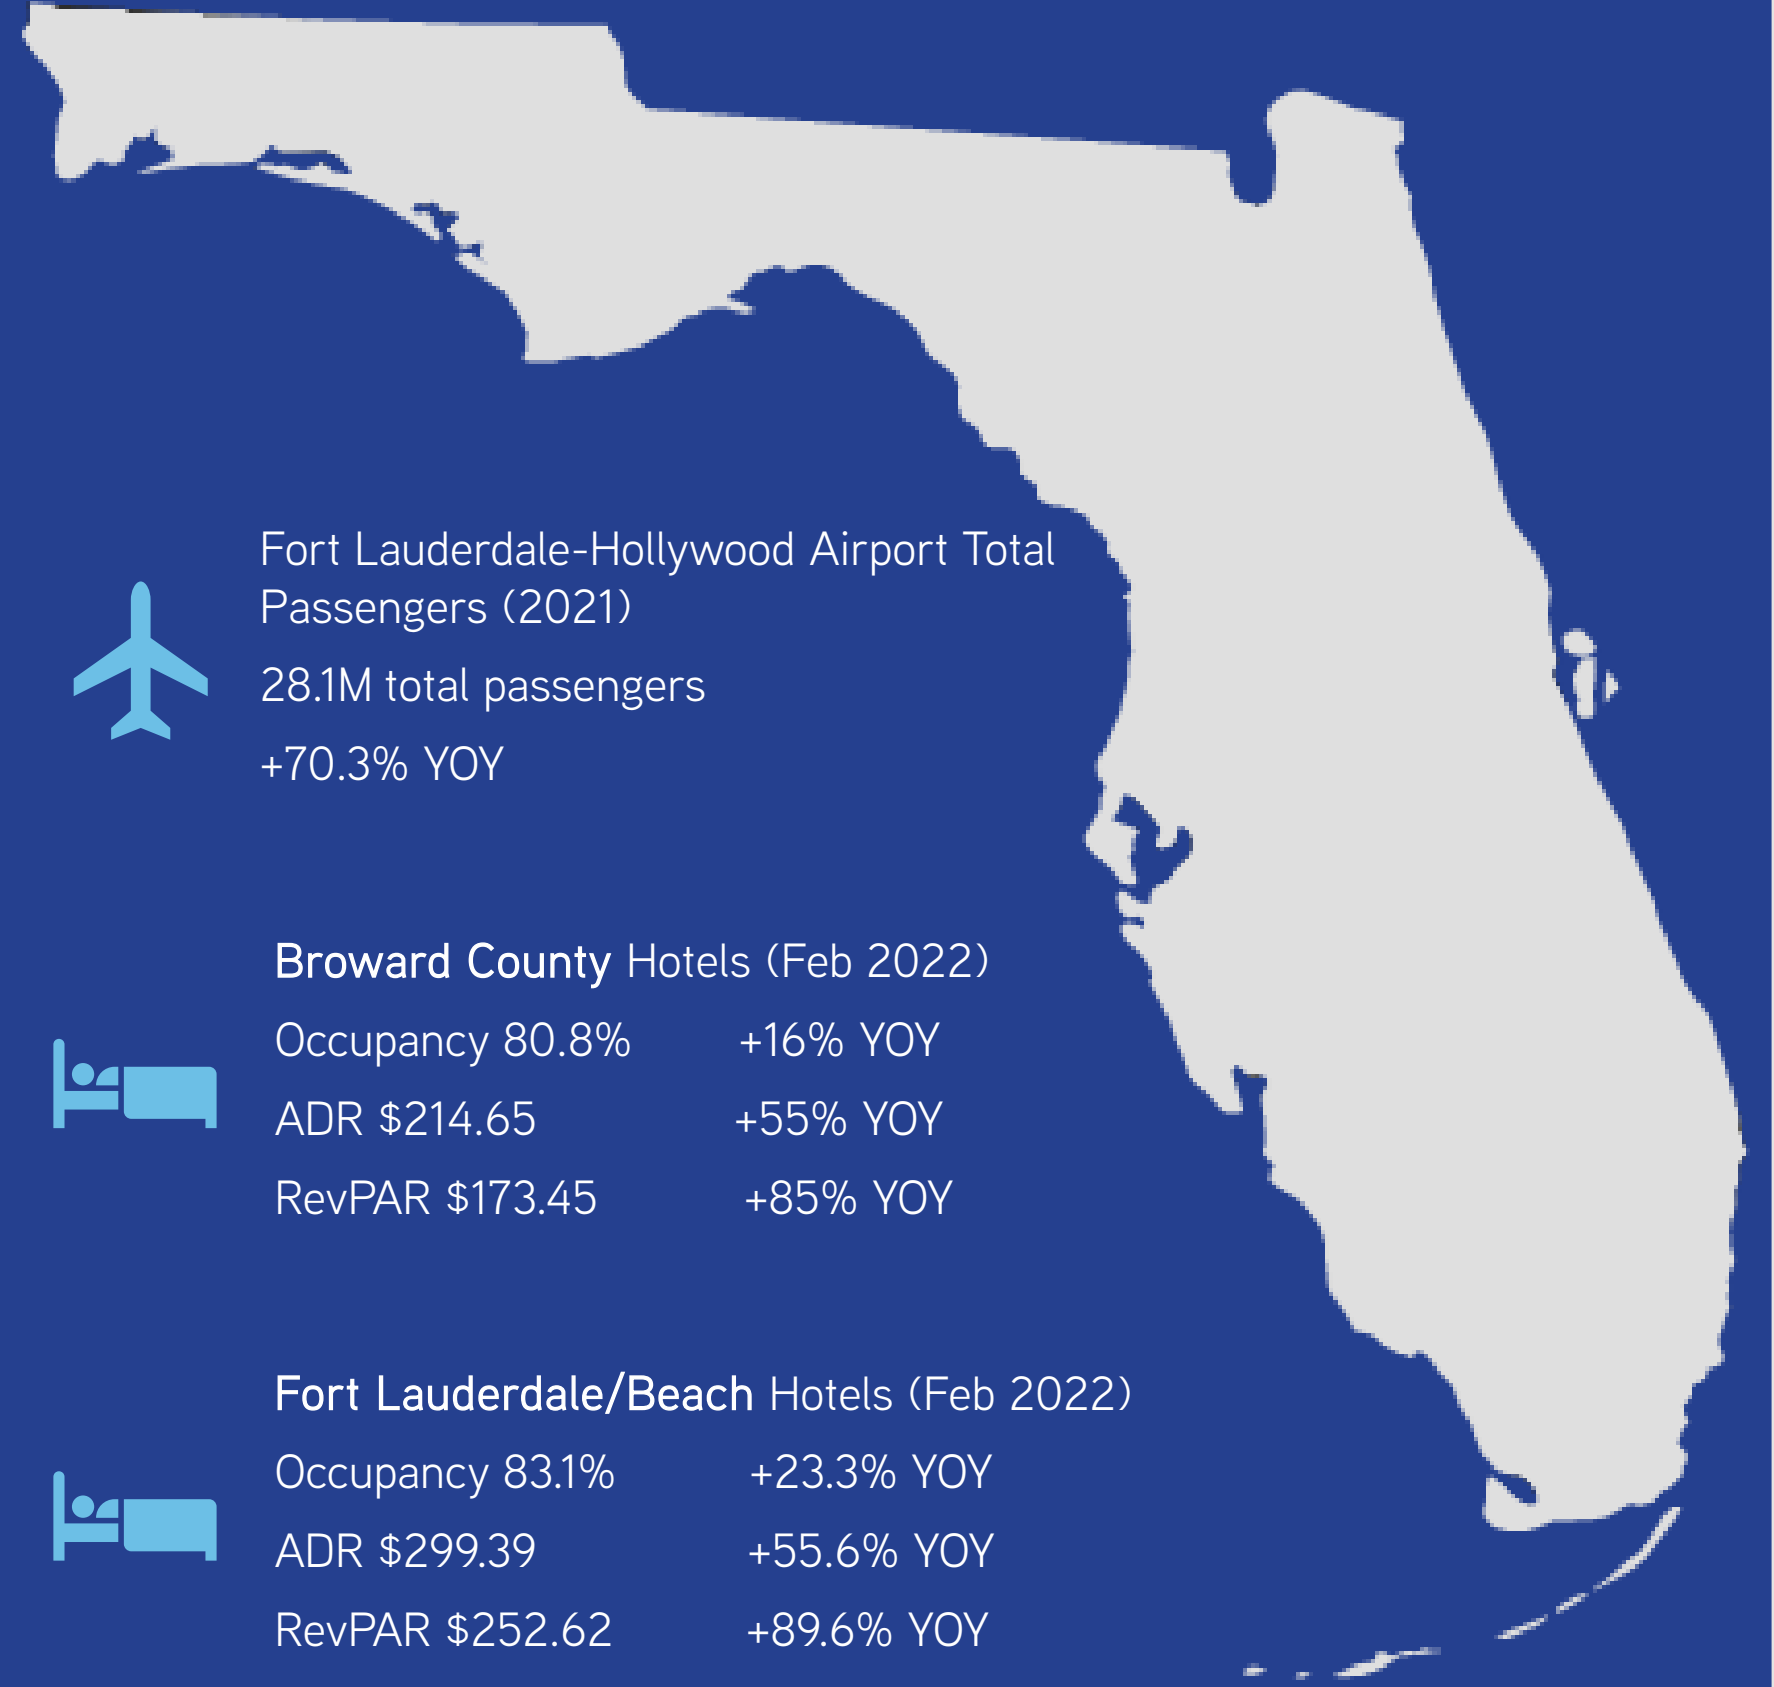 Fort Lauderdale-Hollywood Airport Total
Passengers (2021)
28.1M total passengers
+70.3% YOY
Broward County Hotels (Feb 2022)
Occupancy 80.8% +16% YOY
ADR $214.65 +55% YOY
RevPAR $173.45 +85% YOY
Fort Lauderdale/Beach Hotels (Feb 2022)
Occupancy 83.1% +23.3% YOY
ADR $299.39 +55.6% YOY
RevPAR $252.62 +89.6% YOY